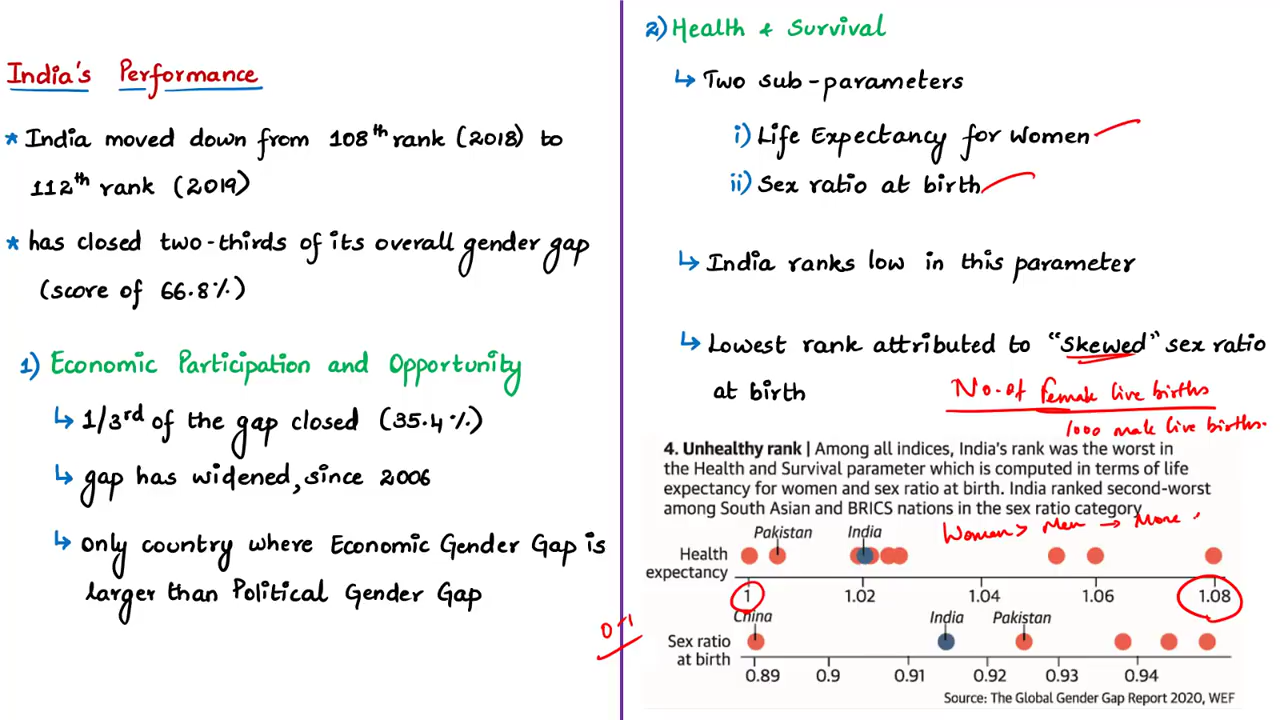 India's Performance
* India moved down from 108th rank (2018) to
112th rank (2019)
* has closed two-thirds of its overall gender gap
(score of 66.8%)
1) Economic Participation and Opportunity
↳ 1/3rd of the gap closed (35.4%)
↳ gap has widened, since 2006
↳ only country where Economic Gender Gap is
larger than Political Gender Gap
0-1
2) Health & Survival
↳ Two sub-parameters
i) Life Expectancy for Women
ii) Sex ratio at birth
↳ India ranks low in this parameter
↳ Lowest rank attributed to "Skewed" sex ratio
at birth
No. of female live births
1000 male live births.
4. Unhealthy rank | Among all indices, India's rank was the worst in
the Health and Survival parameter which is computed in terms of life
expectancy for women and sex ratio at birth. India ranked second-worst
among South Asian and BRICS nations in the sex ratio category
Women > Men → More
Pakistan India
Health
expectancy
1 1.02 1.04 1.06 1.08
China India Pakistan
Sex ratio
at birth
0.89 0.9 0.91 0.92 0.93 0.94
Source: The Global Gender Gap Report 2020, WEF